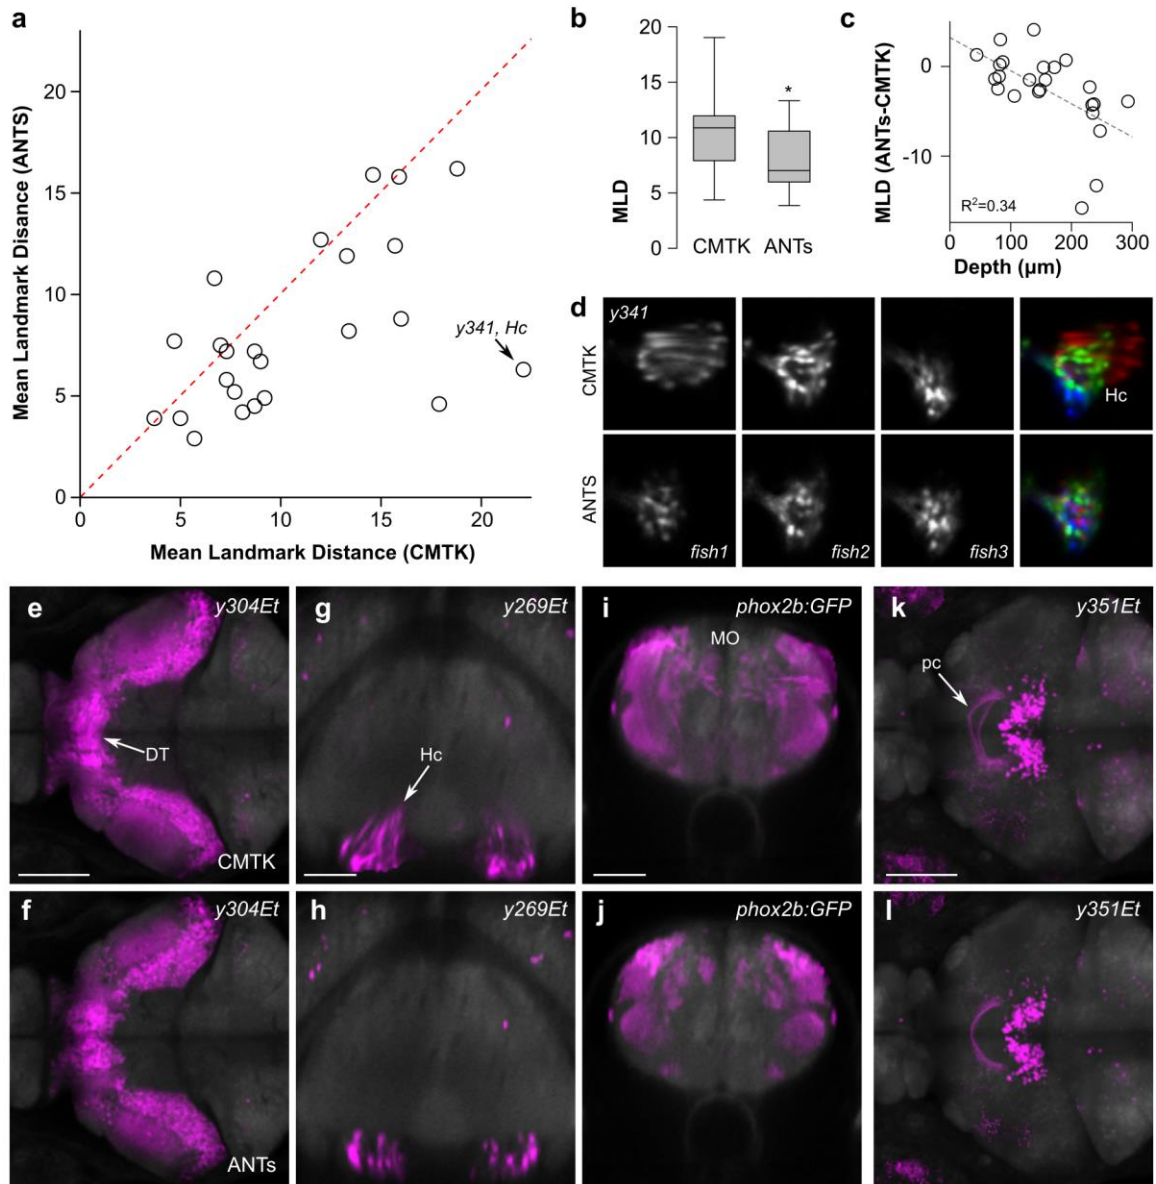 a
Mean Landmark Disance (ANTS)
20
15
10
5
0
0 5 10 15 20
y341, Hc
Mean Landmark Distance (CMTK)
b
MLD
20
15
10
5
0
*
CMTK ANTs
c
MLD (ANTs-CMTK)
0
-10
R²=0.34
0 100 200 300
Depth (μm)
d
y341
CMTK
Hc
ANTS
fish1
fish2
fish3
e
y304Et
DT
CMTK
g
y269Et
Hc
i
phox2b:GFP
MO
k
y351Et
pc
f
y304Et
ANTs
h
y269Et
j
phox2b:GFP
l
y351Et